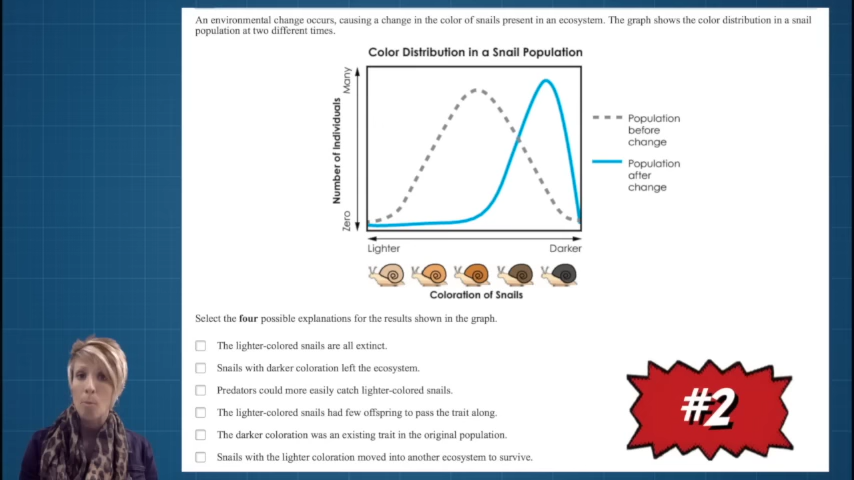 An environmental change occurs, causing a change in the color of snails present in an ecosystem. The graph shows the color distribution in a snail
population at two different times.
Color Distribution in a Snail Population
Many
Number of Individuals
Zero
Population
before
change
Population
after
change
Lighter
Darker
Coloration of Snails
Select the four possible explanations for the results shown in the graph.
The lighter-colored snails are all extinct.
Snails with darker coloration left the ecosystem.
Predators could more easily catch lighter-colored snails.
The lighter-colored snails had few offspring to pass the trait along.
The darker coloration was an existing trait in the original population.
Snails with the lighter coloration moved into another ecosystem to survive.
#2